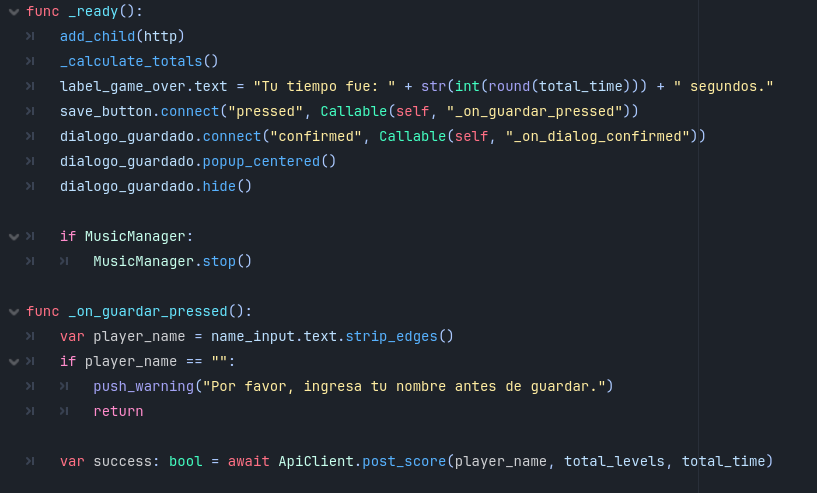 func _ready():
add_child(http)
_calculate_totals()
label_game_over.text = "Tu tiempo fue: " + str(int(round(total_time))) + " segundos."
save_button.connect("pressed", Callable(self, "_on_guardar_pressed"))
dialogo_guardado.connect("confirmed", Callable(self, "_on_dialog_confirmed"))
dialogo_guardado.popup_centered()
dialogo_guardado.hide()
if MusicManager:
MusicManager.stop()
func _on_guardar_pressed():
var player_name = name_input.text.strip_edges()
if player_name == "":
push_warning("Por favor, ingresa tu nombre antes de guardar.")
return
var success: bool = await ApiClient.post_score(player_name, total_levels, total_time)